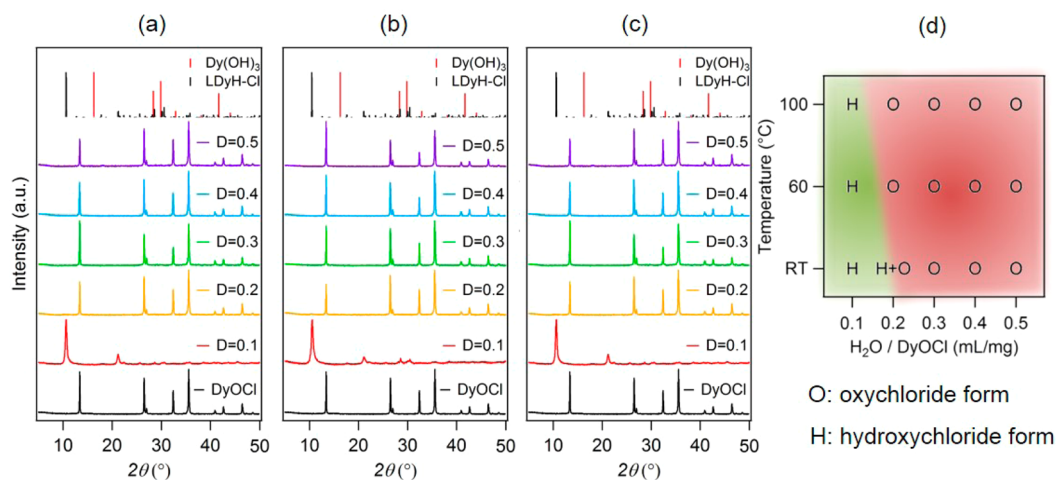 (a)
Intensity (a.u.)
Dy(OH)₃
LDyH-Cl
D=0.5
D=0.4
D=0.3
D=0.2
D=0.1
DyOCl
10 20 30 40 50
2θ (°)
(b)
Dy(OH)₃
LDyH-Cl
D=0.5
D=0.4
D=0.3
D=0.2
D=0.1
DyOCl
10 20 30 40 50
2θ (°)
(c)
Dy(OH)₃
LDyH-Cl
D=0.5
D=0.4
D=0.3
D=0.2
D=0.1
DyOCl
10 20 30 40 50
2θ (°)
(d)
Temperature (°C)
100 H O O O O
60 H O O O O
RT H H+O O O O
0.1 0.2 0.3 0.4 0.5
H₂O / DyOCl (mL/mg)
O: oxychloride form
H: hydroxychloride form